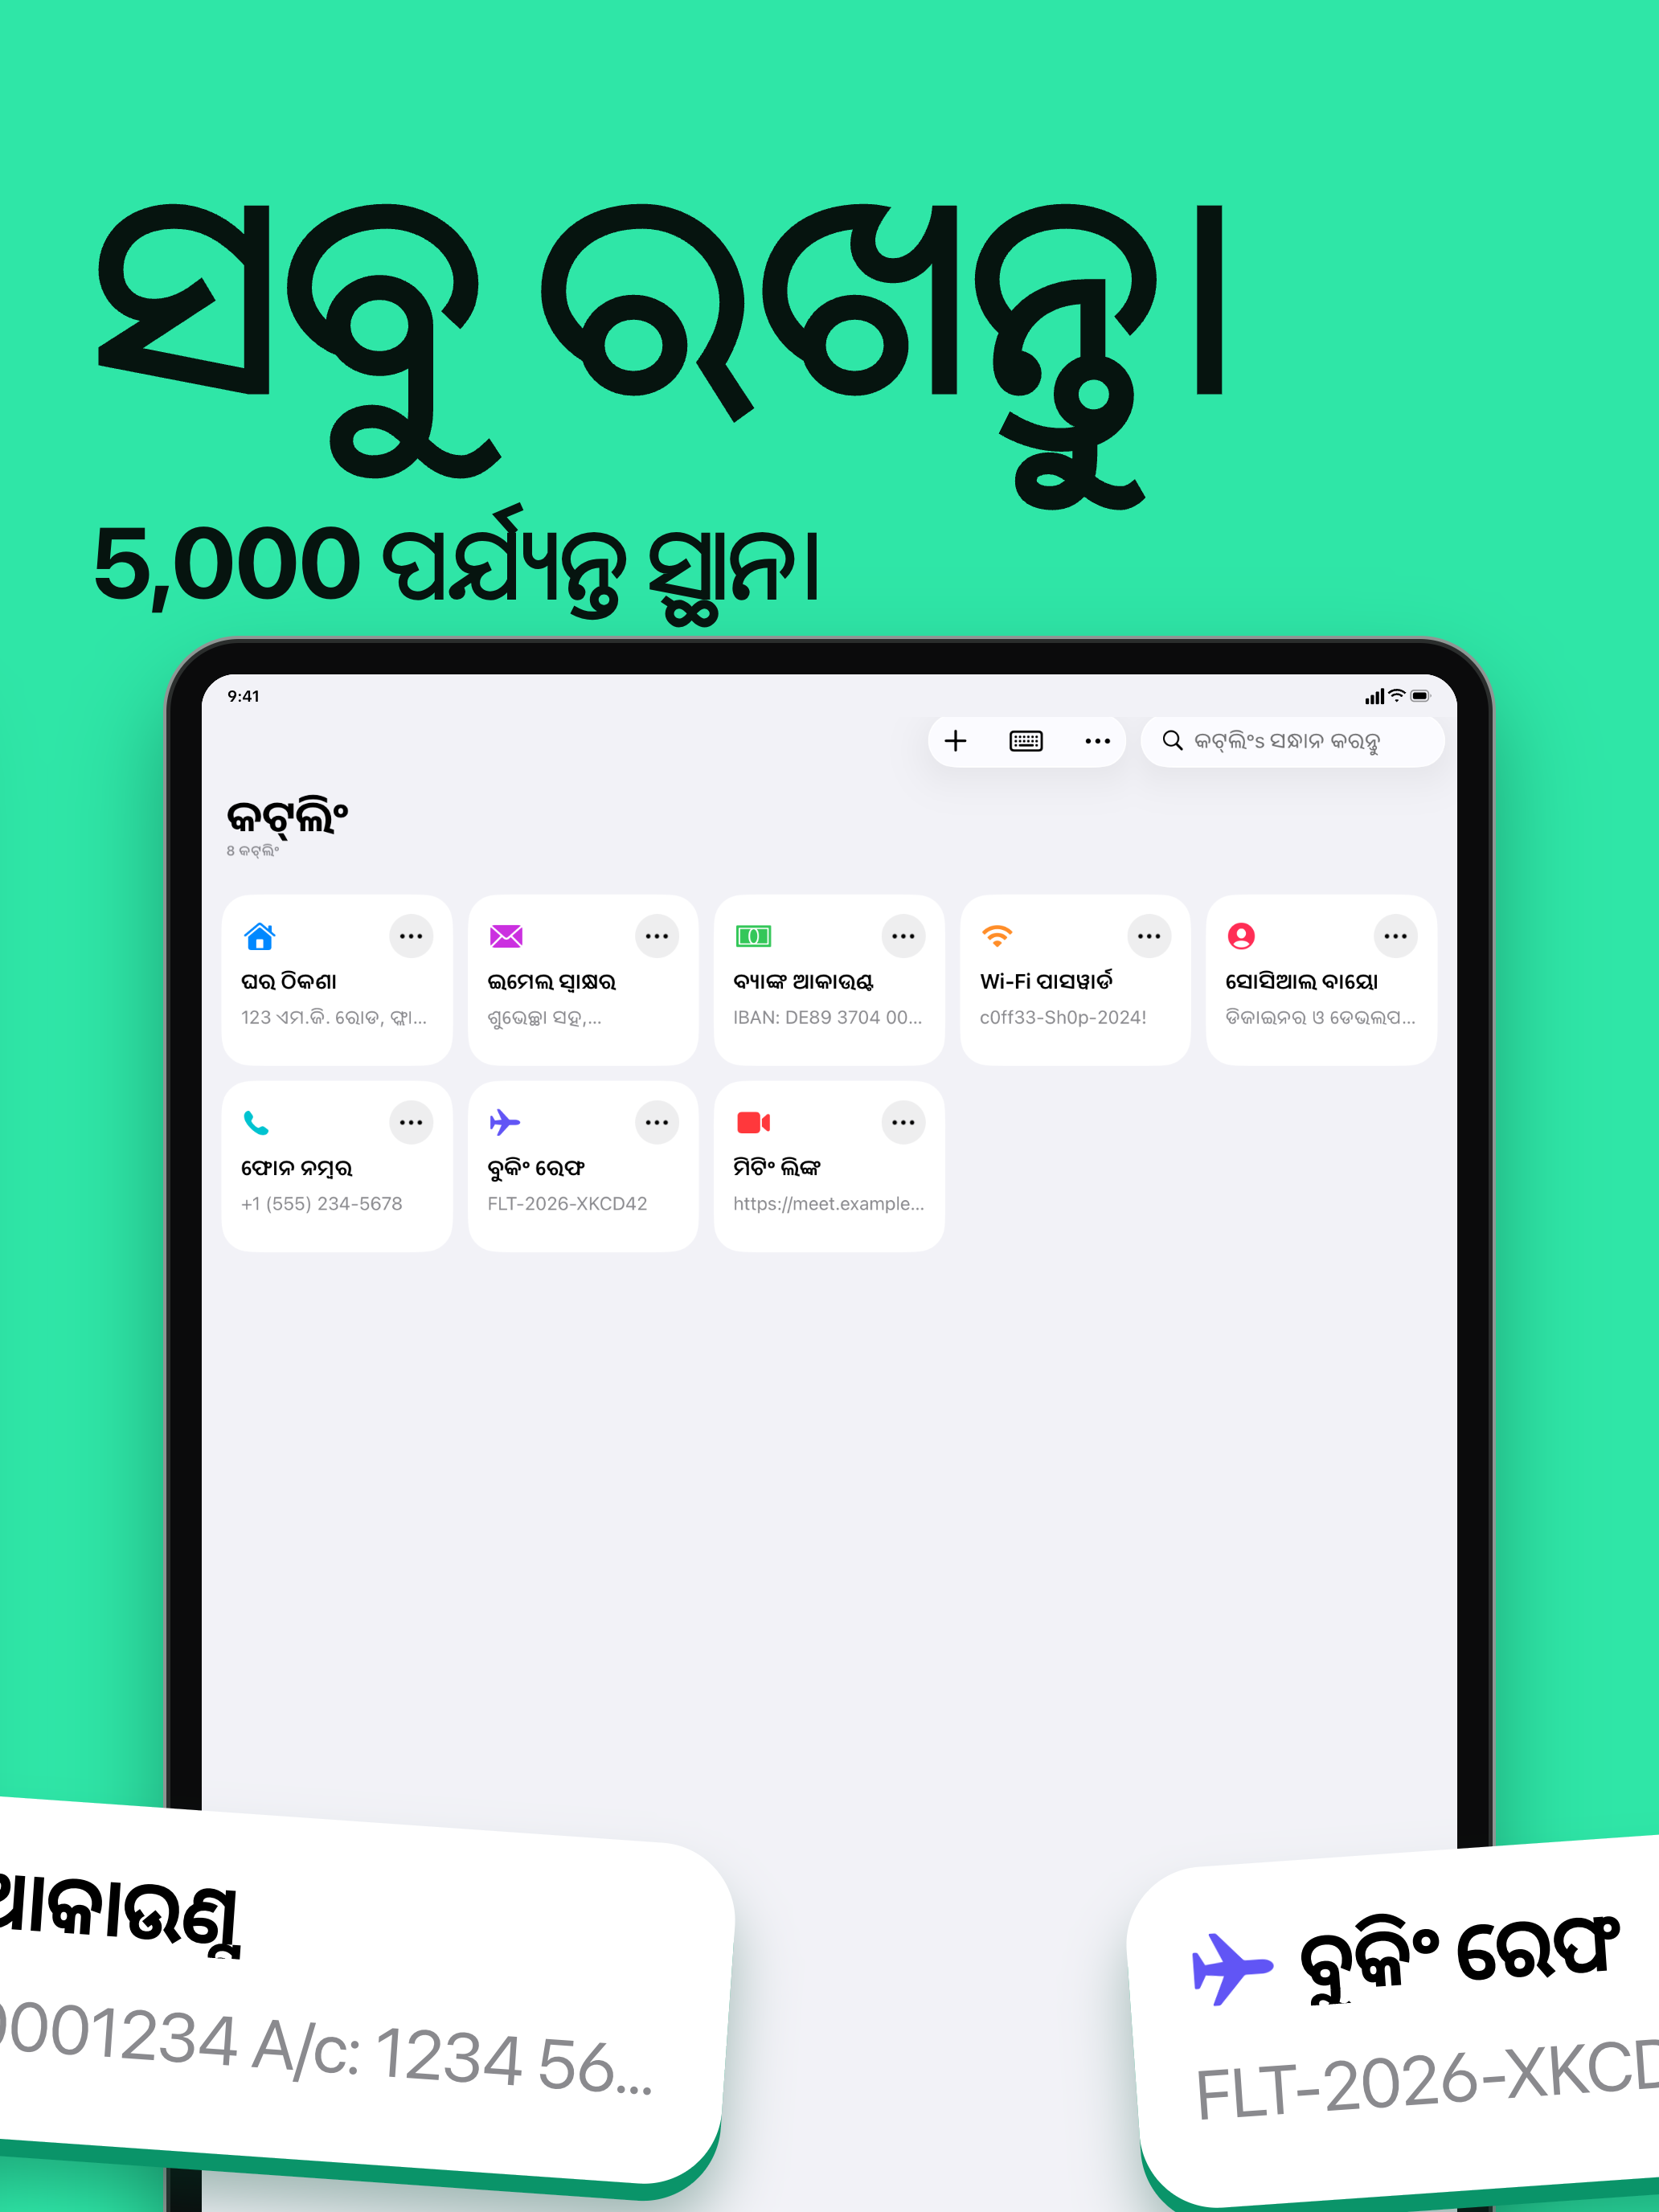 ସବୁ ରଖନ୍ତୁ।
5,000 ପର୍ଯ୍ୟନ୍ତ ସ୍ଥାନ।
9:41
କଟ୍‌ଲିଂs ସନ୍ଧାନ କରନ୍ତୁ
କଟ୍‌ଲିଂ
8 କଟ୍‌ଲିଂ
ଘର ଠିକଣା
123 ଏମ.ଜି. ରୋଡ, ଫ୍ଲା...
ଇମେଲ ସ୍ୱାକ୍ଷର
ଶୁଭେଚ୍ଛା ସହ,...
ବ୍ୟାଙ୍କ ଆକାଉଣ୍ଟ
IBAN: DE89 3704 00...
Wi-Fi ପାସୱାର୍ଡ
c0ff33-Sh0p-2024!
ସୋସିଆଲ ବାୟୋ
ଡିଜାଇନର ଓ ଡେଭଲପ...
ଫୋନ ନମ୍ବର
+1 (555) 234-5678
ବୁକିଂ ରେଫ
FLT-2026-XKCD42
ମିଟିଂ ଲିଙ୍କ
https://meet.example...
ଆକାଉଣ୍ଟ
0001234 A/c: 1234 56...
ବୁକିଂ ରେଫ
FLT-2026-XKCD